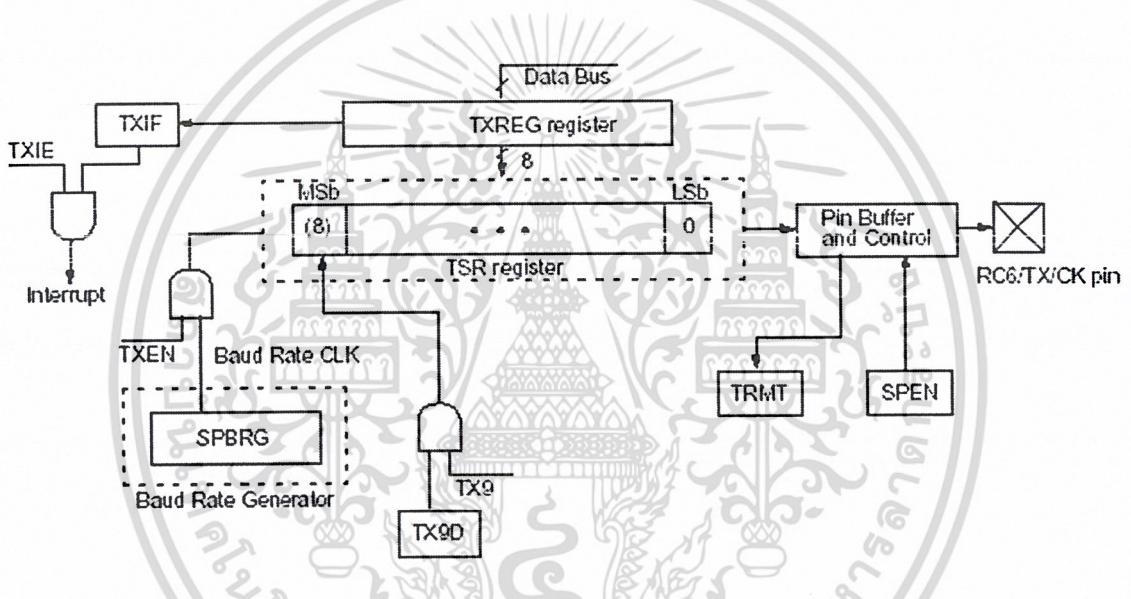 Data Bus
TXIF
TXREG register
TXIE
8
MSb
LSb
(8)
. . .
0
Pin Buffer
and Control
TSR register
Interrupt
RC6/TX/CK pin
TXEN
Baud Rate CLK
TRMT
SPEN
SPBRG
TX9
Baud Rate Generator
TX9D